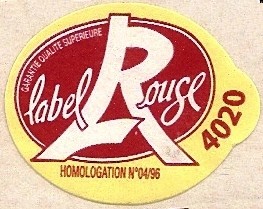 GARANTIE QUALITE SUPERIEURE
label Rouge
HOMOLOGATION N°04/96
4020